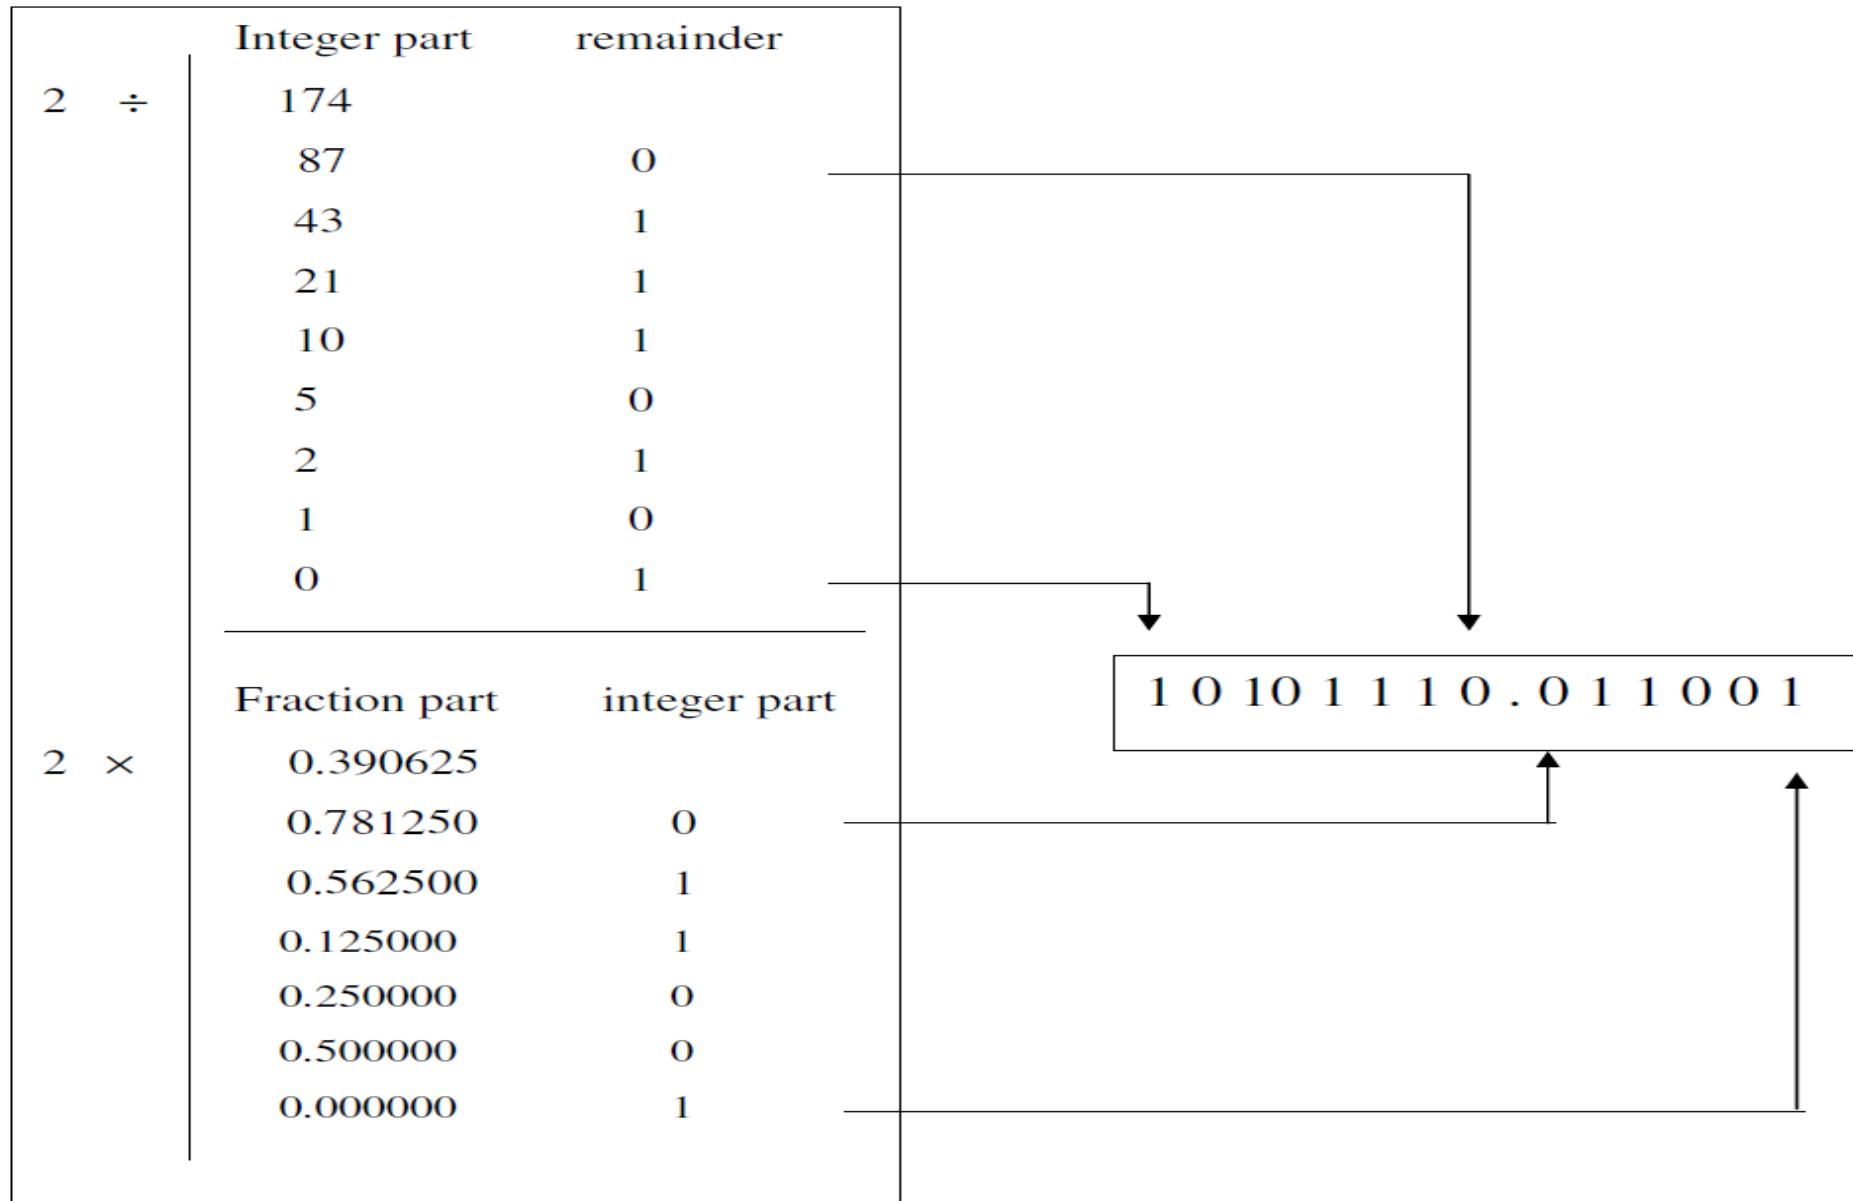 Integer part remainder
2 ÷ 174
87 0
43 1
21 1
10 1
5 0
2 1
1 0
0 1
1 0 10 1 1 1 0 . 0 1 1 0 0 1
Fraction part integer part
2 × 0.390625
0.781250 0
0.562500 1
0.125000 1
0.250000 0
0.500000 0
0.000000 1